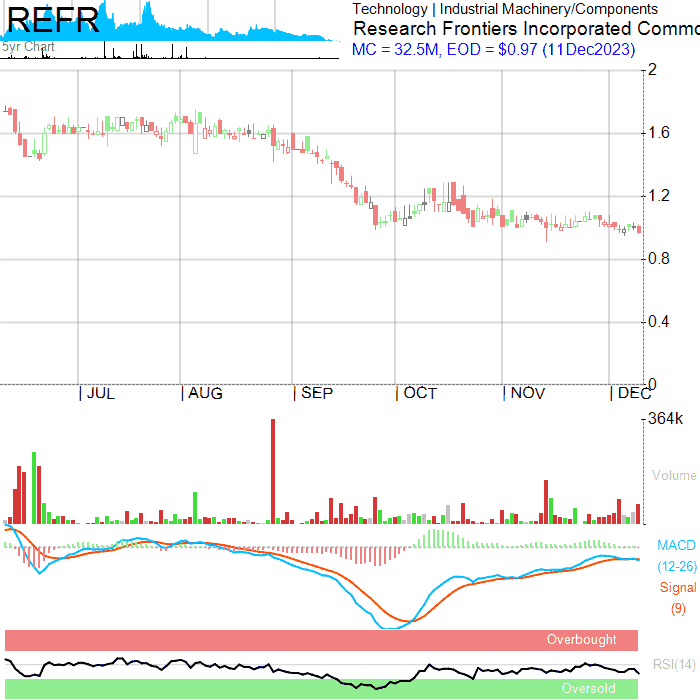 REFR
5yr Chart
Technology | Industrial Machinery/Components
Research Frontiers Incorporated Commo
MC = 32.5M, EOD = $0.97 (11Dec2023)
2
1.6
1.2
0.8
0.4
0
| JUL | AUG | SEP | OCT | NOV | DEC
364k
Volume
MACD
(12-26)
Signal
(9)
Overbought
RSI(14)
Oversold